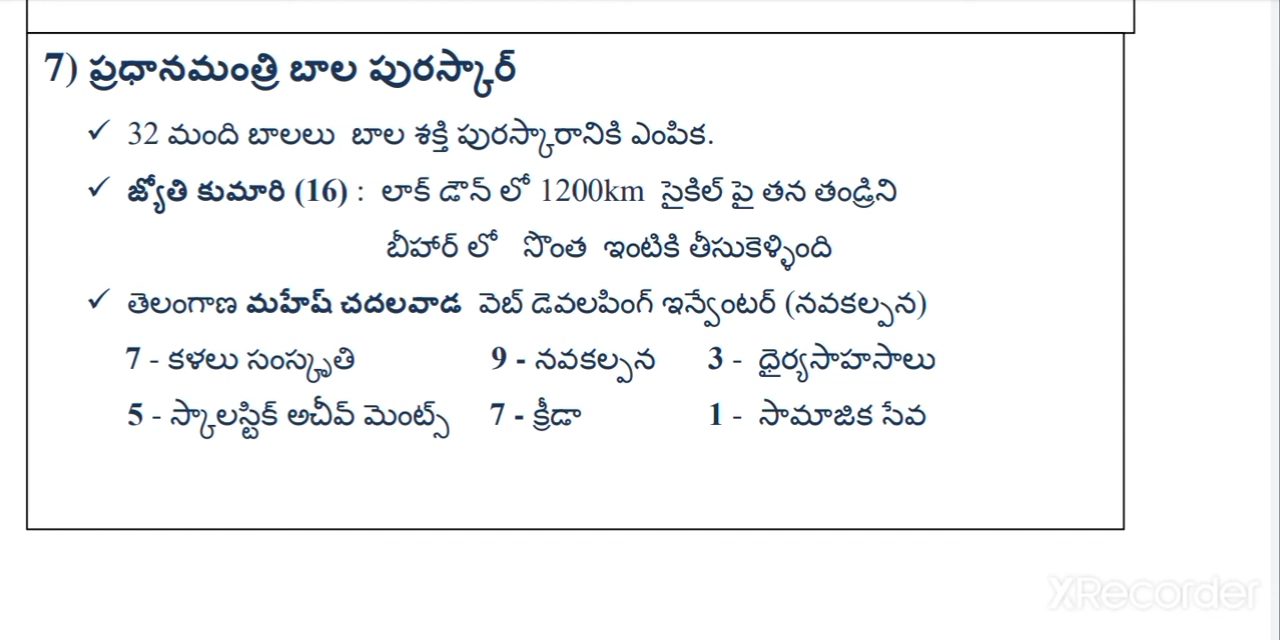 7) ప్రధానమంత్రి బాల పురస్కార్
✓ 32 మంది బాలలు బాల శక్తి పురస్కారానికి ఎంపిక.
✓ జ్యోతి కుమారి (16) : లాక్ డౌన్ లో 1200km సైకిల్ పై తన తండ్రిని
బీహార్ లో సొంత ఇంటికి తీసుకెళ్ళింది
✓ తెలంగాణ మహేష్ చదలవాడ వెబ్ డెవలపింగ్ ఇన్వేంటర్ (నవకల్పన)
7 - కళలు సంస్కృతి 9 - నవకల్పన 3 - ధైర్యసాహసాలు
5 - స్కాలస్టిక్ అచీవ్ మెంట్స్ 7 - క్రీడా 1 - సామాజిక సేవ
XRecorder